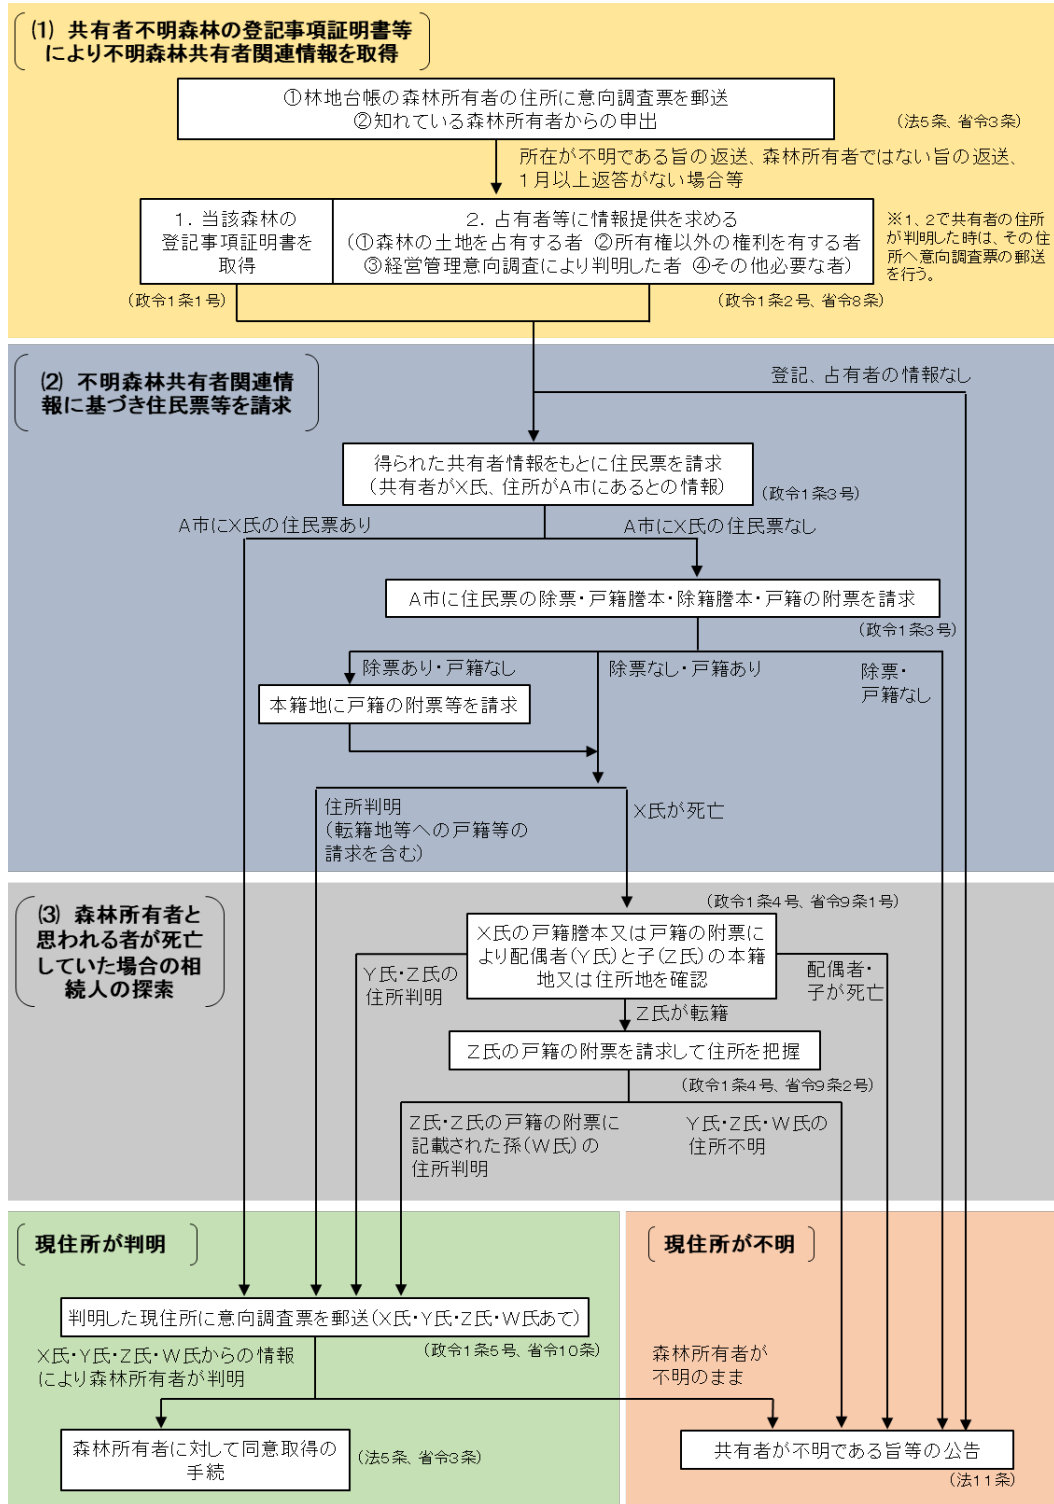 (1) 共有者不明森林の登記事項証明書等
により不明森林共有者関連情報を取得
①林地台帳の森林所有者の住所に意向調査票を郵送
②知れている森林所有者からの申出
(法5条、省令3条)
所在が不明である旨の返送、森林所有者ではない旨の返送、
1月以上返答がない場合等
1. 当該森林の
登記事項証明書を
取得
2. 占有者等に情報提供を求める
(①森林の土地を占有する者 ②所有権以外の権利を有する者
③経営管理意向調査により判明した者 ④その他必要な者)
※1、2で共有者の住所
が判明した時は、その住
所へ意向調査票の郵送
を行う。
(政令1条1号)
(政令1条2号、省令8条)
(2) 不明森林共有者関連情
報に基づき住民票等を請求
登記、占有者の情報なし
得られた共有者情報をもとに住民票を請求
(共有者がX氏、住所がA市にあるとの情報)
(政令1条3号)
A市にX氏の住民票あり
A市にX氏の住民票なし
A市に住民票の除票・戸籍謄本・除籍謄本・戸籍の附票を請求
(政令1条3号)
除票あり・戸籍なし
除票なし・戸籍あり
除票・
戸籍なし
本籍地に戸籍の附票等を請求
住所判明
(転籍地等への戸籍等の
請求を含む)
X氏が死亡
(3) 森林所有者と
思われる者が死亡
していた場合の相
続人の探索
(政令1条4号、省令9条1号)
X氏の戸籍謄本又は戸籍の附票に
より配偶者(Y氏)と子(Z氏)の本籍
地又は住所地を確認
Y氏・Z氏の
住所判明
配偶者・
子が死亡
Z氏が転籍
Z氏の戸籍の附票を請求して住所を把握
(政令1条4号、省令9条2号)
Z氏・Z氏の戸籍の附票に
記載された孫(W氏)の
住所判明
Y氏・Z氏・W氏の
住所不明
現住所が判明
現住所が不明
判明した現住所に意向調査票を郵送(X氏・Y氏・Z氏・W氏あて)
(政令1条5号、省令10条)
X氏・Y氏・Z氏・W氏からの情報
により森林所有者が判明
森林所有者が
不明のまま
森林所有者に対して同意取得の
手続
(法5条、省令3条)
共有者が不明である旨等の公告
(法11条)